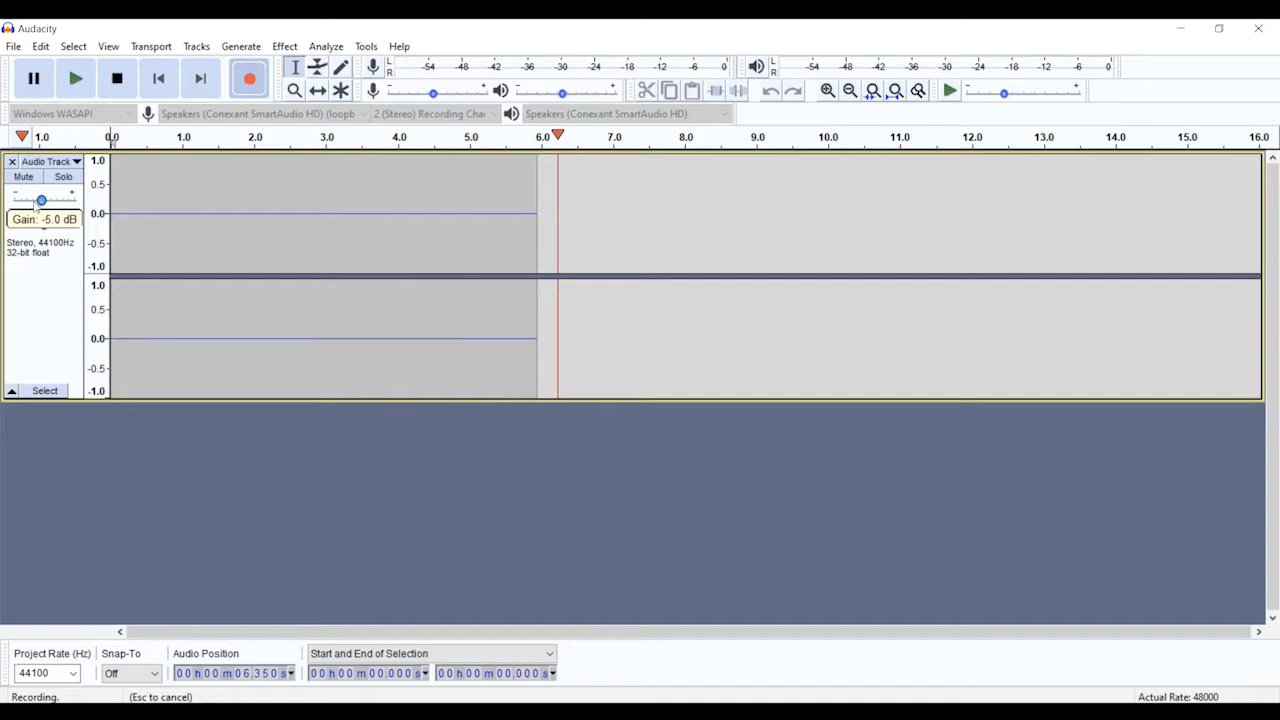 Audacity
File Edit Select View Transport Tracks Generate Effect Analyze Tools Help
L R -54 -48 -42 -36 -30 -24 -18 -12 -6 0 L R -54 -48 -42 -36 -30 -24 -18 -12 -6 0
- + - + - +
Windows WASAPI Speakers (Conexant SmartAudio HD) (loopb 2 (Stereo) Recording Char Speakers (Conexant SmartAudio HD)
1.0 0.0 1.0 2.0 3.0 4.0 5.0 6.0 7.0 8.0 9.0 10.0 11.0 12.0 13.0 14.0 15.0 16.0
Audio Track 1.0
Mute Solo
0.5
- +
Gain: -5.0 dB 0.0
Stereo, 44100Hz -0.5
32-bit float
-1.0
1.0
0.5
0.0
-0.5
Select -1.0
Project Rate (Hz) Snap-To Audio Position Start and End of Selection
44100 Off 00 h 00 m 06.350 s 00 h 00 m 00.000 s 00 h 00 m 00.000 s
Recording. (Esc to cancel) Actual Rate: 48000